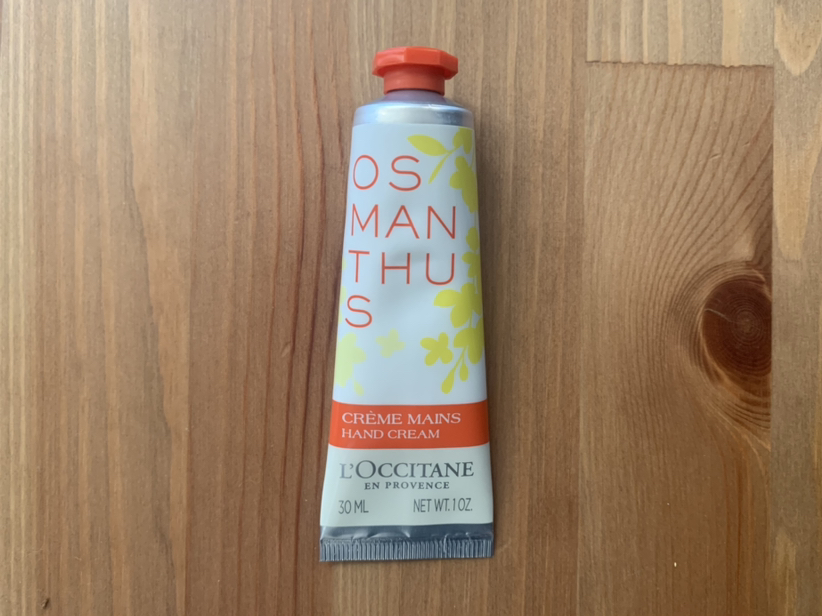 OS
MAN
THU
S
CRÈME MAINS
HAND CREAM
L'OCCITANE
EN PROVENCE
30 ML NET WT. 1 OZ.